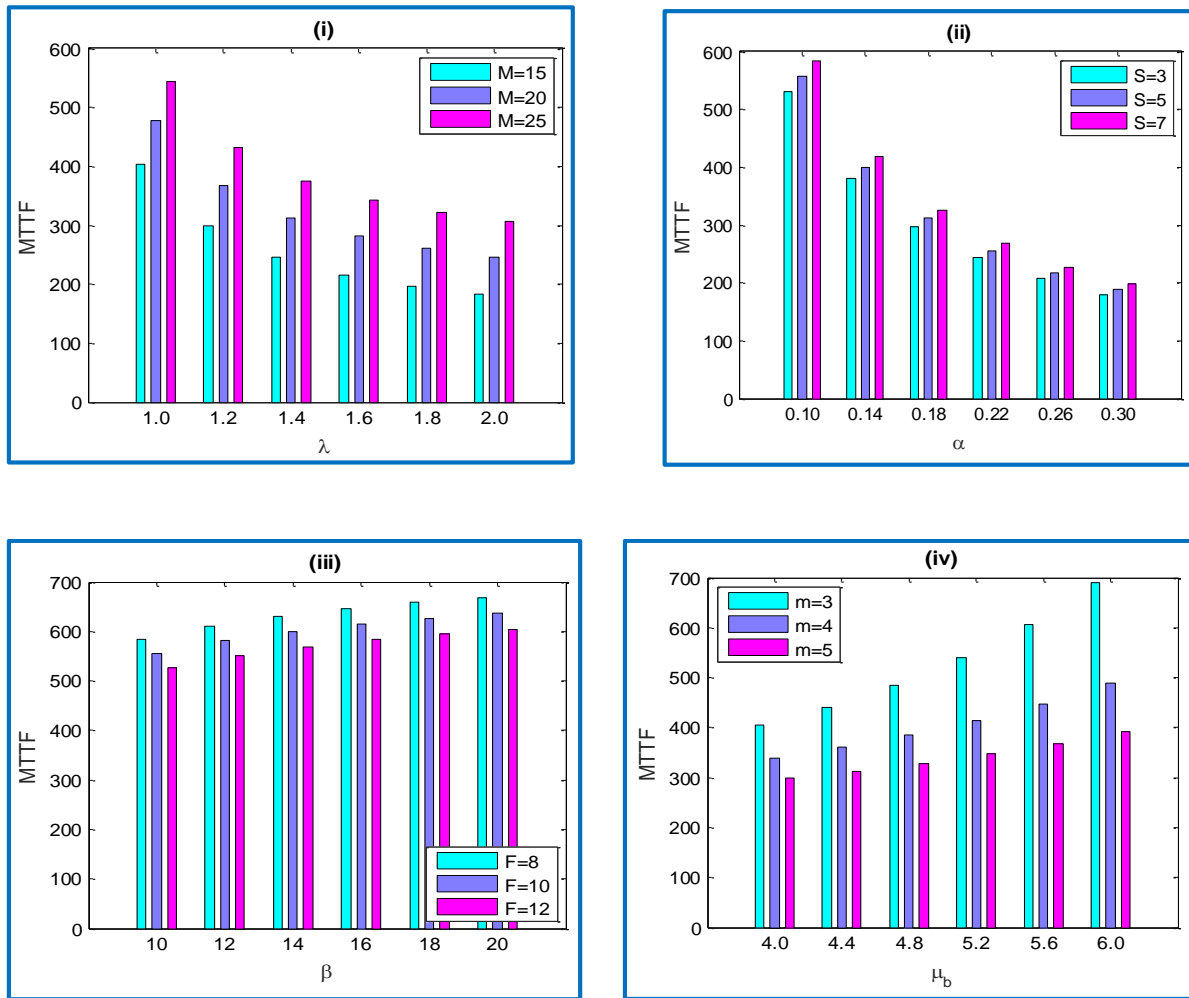 (i)
600
500
400
300
200
100
0
MTTF
M=15
M=20
M=25
1.0 1.2 1.4 1.6 1.8 2.0
λ
(ii)
600
500
400
300
200
100
0
MTTF
S=3
S=5
S=7
0.10 0.14 0.18 0.22 0.26 0.30
α
(iii)
700
600
500
400
300
200
100
0
MTTF
F=8
F=10
F=12
10 12 14 16 18 20
β
(iv)
700
600
500
400
300
200
100
0
MTTF
m=3
m=4
m=5
4.0 4.4 4.8 5.2 5.6 6.0
μb